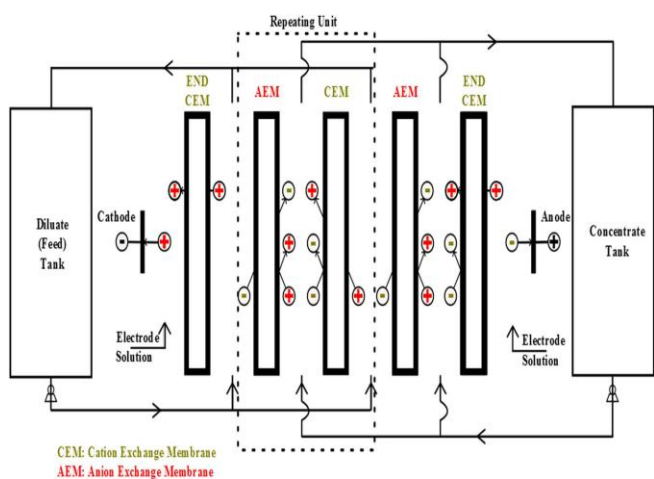 Repeating Unit
END
CEM
AEM
CEM
AEM
END
CEM
Diluate
(Feed)
Tank
Cathode
Anode
Concentrate
Tank
Electrode
Solution
Electrode
Solution
CEM: Cation Exchange Membrane
AEM: Anion Exchange Membrane